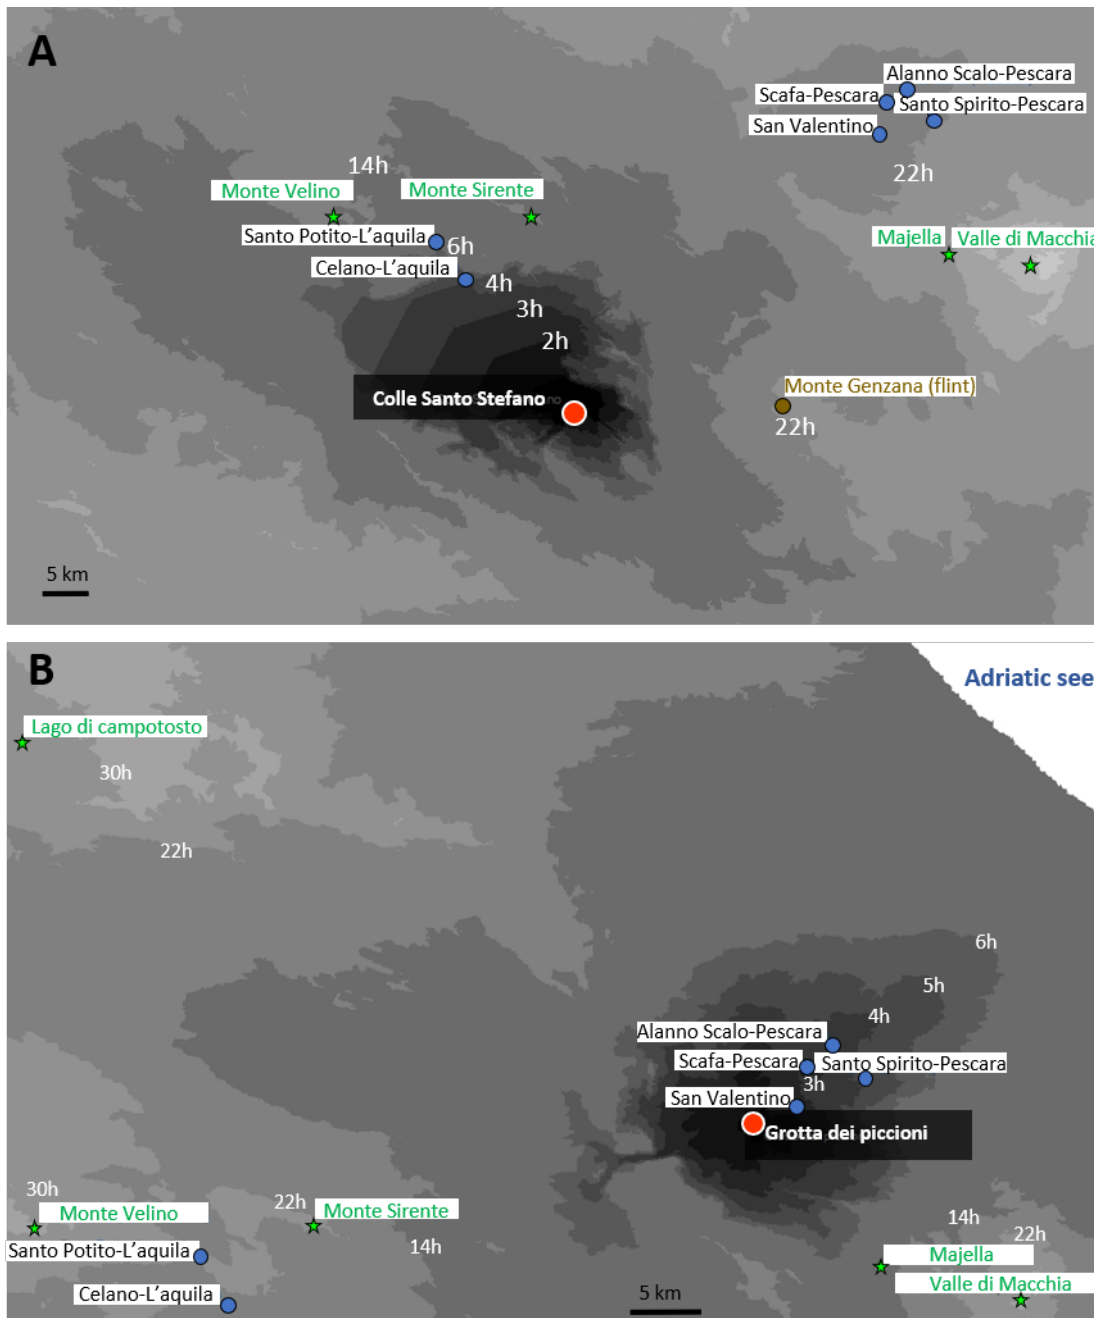 A
Alanno Scalo-Pescara
Scafa-Pescara
Santo Spirito-Pescara
San Valentino
14h
22h
Monte Velino
Monte Sirente
Santo Potito-L'aquila
6h
Majella
Valle di Macchia
Celano-L'aquila
4h
3h
2h
Monte Genzana (flint)
Colle Santo Stefano
22h
5 km
B
Adriatic see
Lago di campotosto
30h
22h
6h
5h
4h
Alanno Scalo-Pescara
Scafa-Pescara
Santo Spirito-Pescara
3h
San Valentino
Grotta dei piccioni
30h
22h
Monte Velino
Monte Sirente
14h
14h
22h
Santo Potito-L'aquila
Majella
Celano-L'aquila
5 km
Valle di Macchia